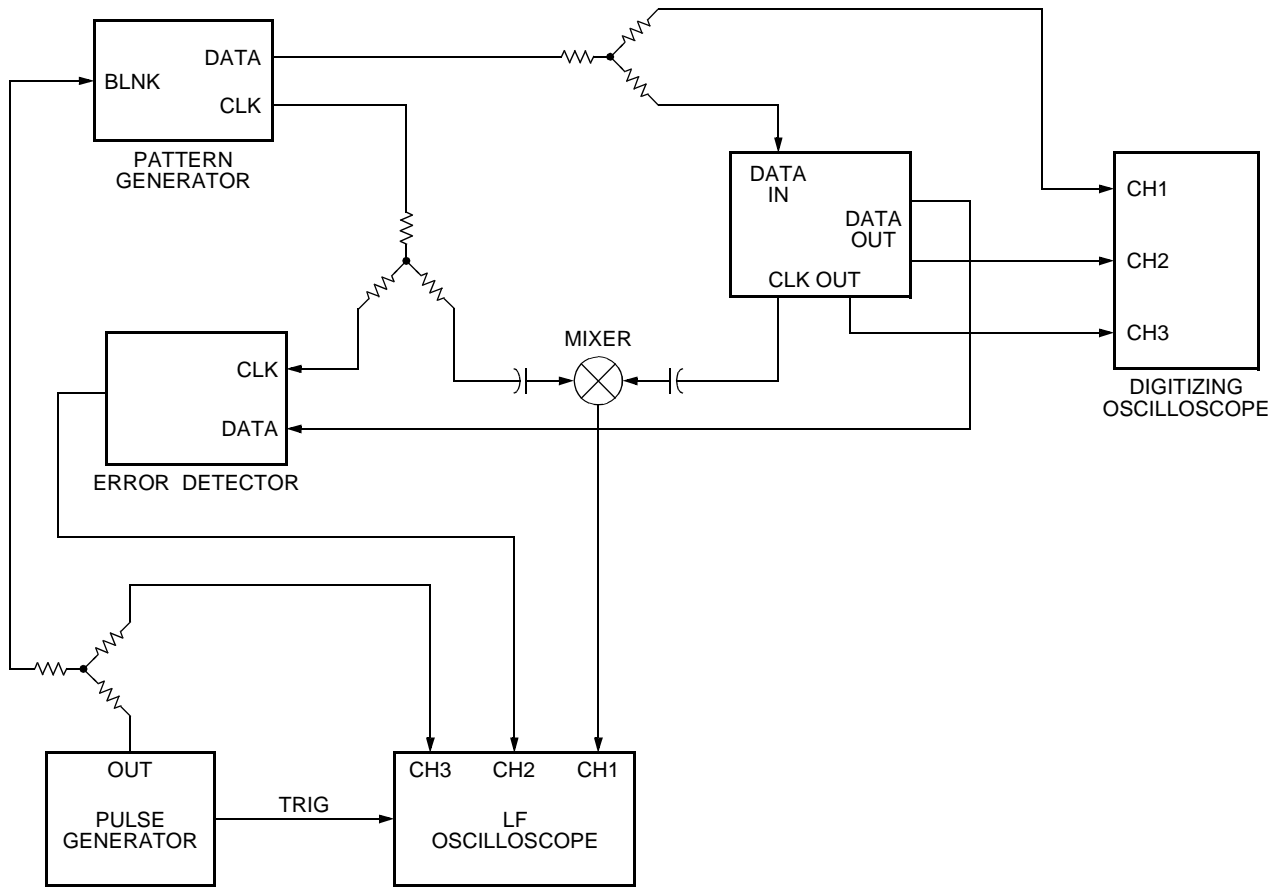 DATA
BLNK
CLK
PATTERN
GENERATOR
DATA
IN
DATA
OUT
CLK OUT
CH1
CH2
CH3
DIGITIZING
OSCILLOSCOPE
MIXER
CLK
DATA
ERROR DETECTOR
OUT
PULSE
GENERATOR
TRIG
CH3 CH2 CH1
LF
OSCILLOSCOPE